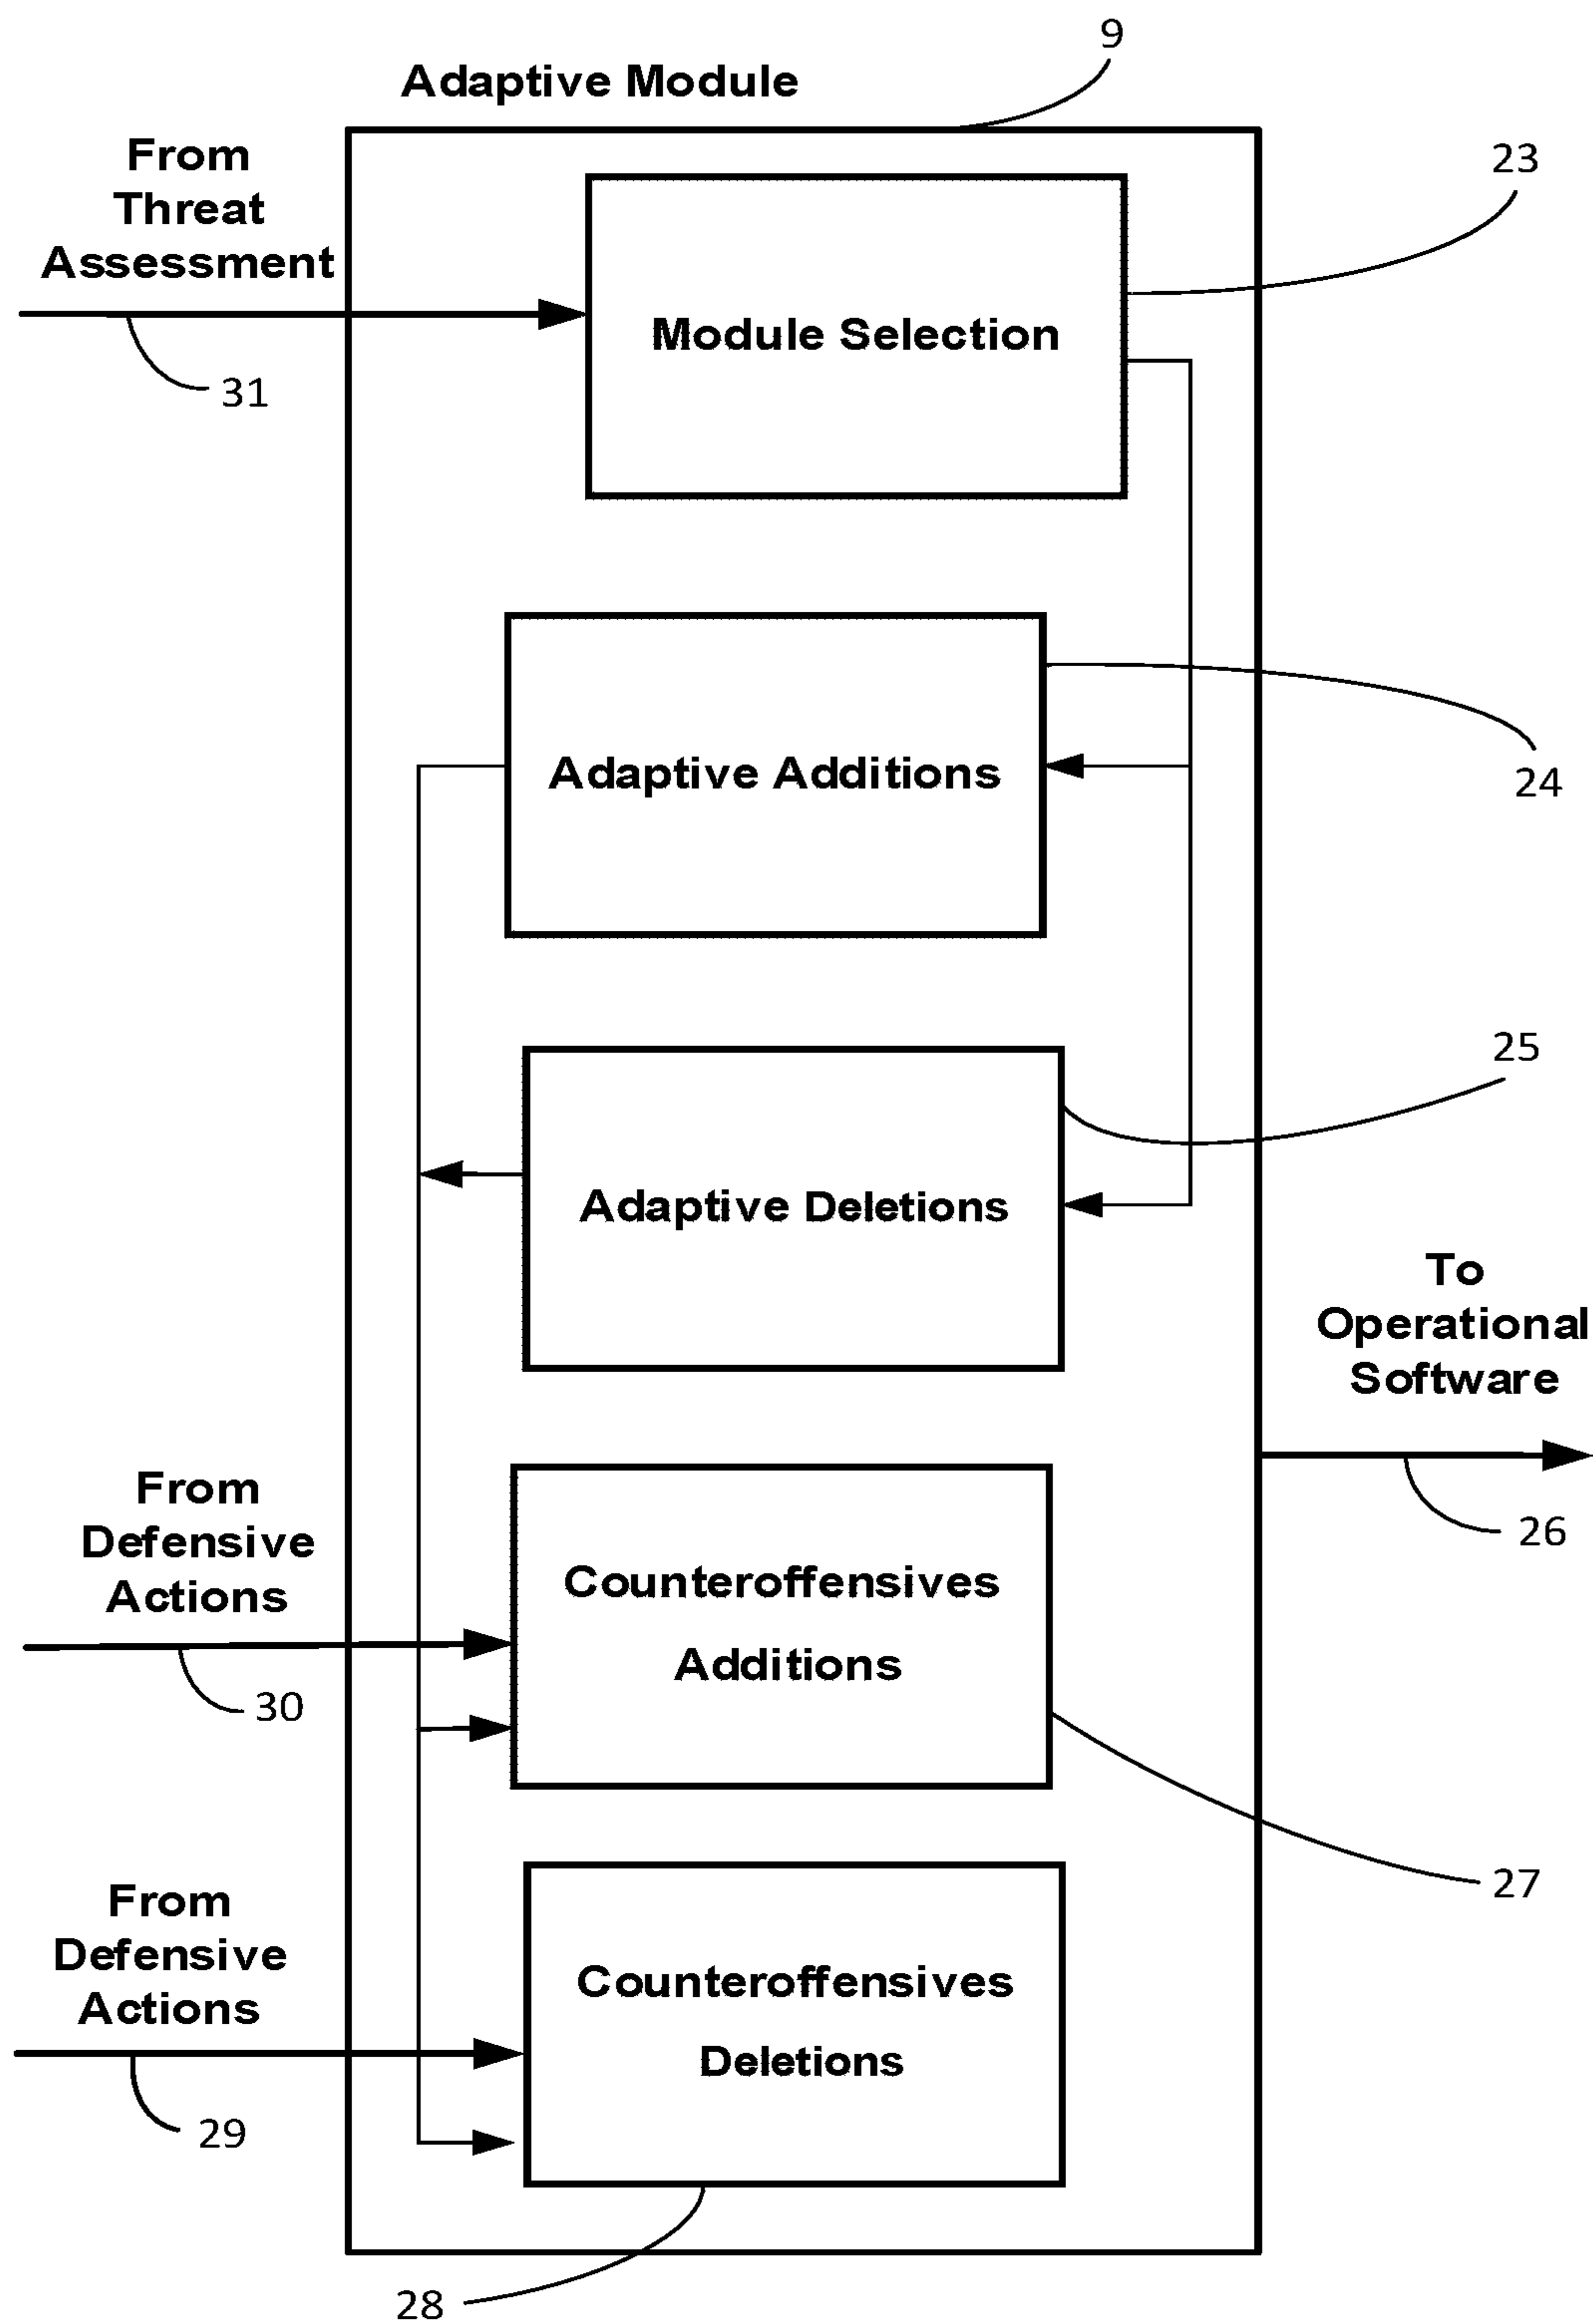 9
Adaptive Module
From
Threat
Assessment
23
Module Selection
31
Adaptive Additions
24
25
Adaptive Deletions
To
Operational
Software
From
Defensive
Actions
26
Counteroffensives
Additions
30
27
From
Defensive
Actions
Counteroffensives
Deletions
29
28